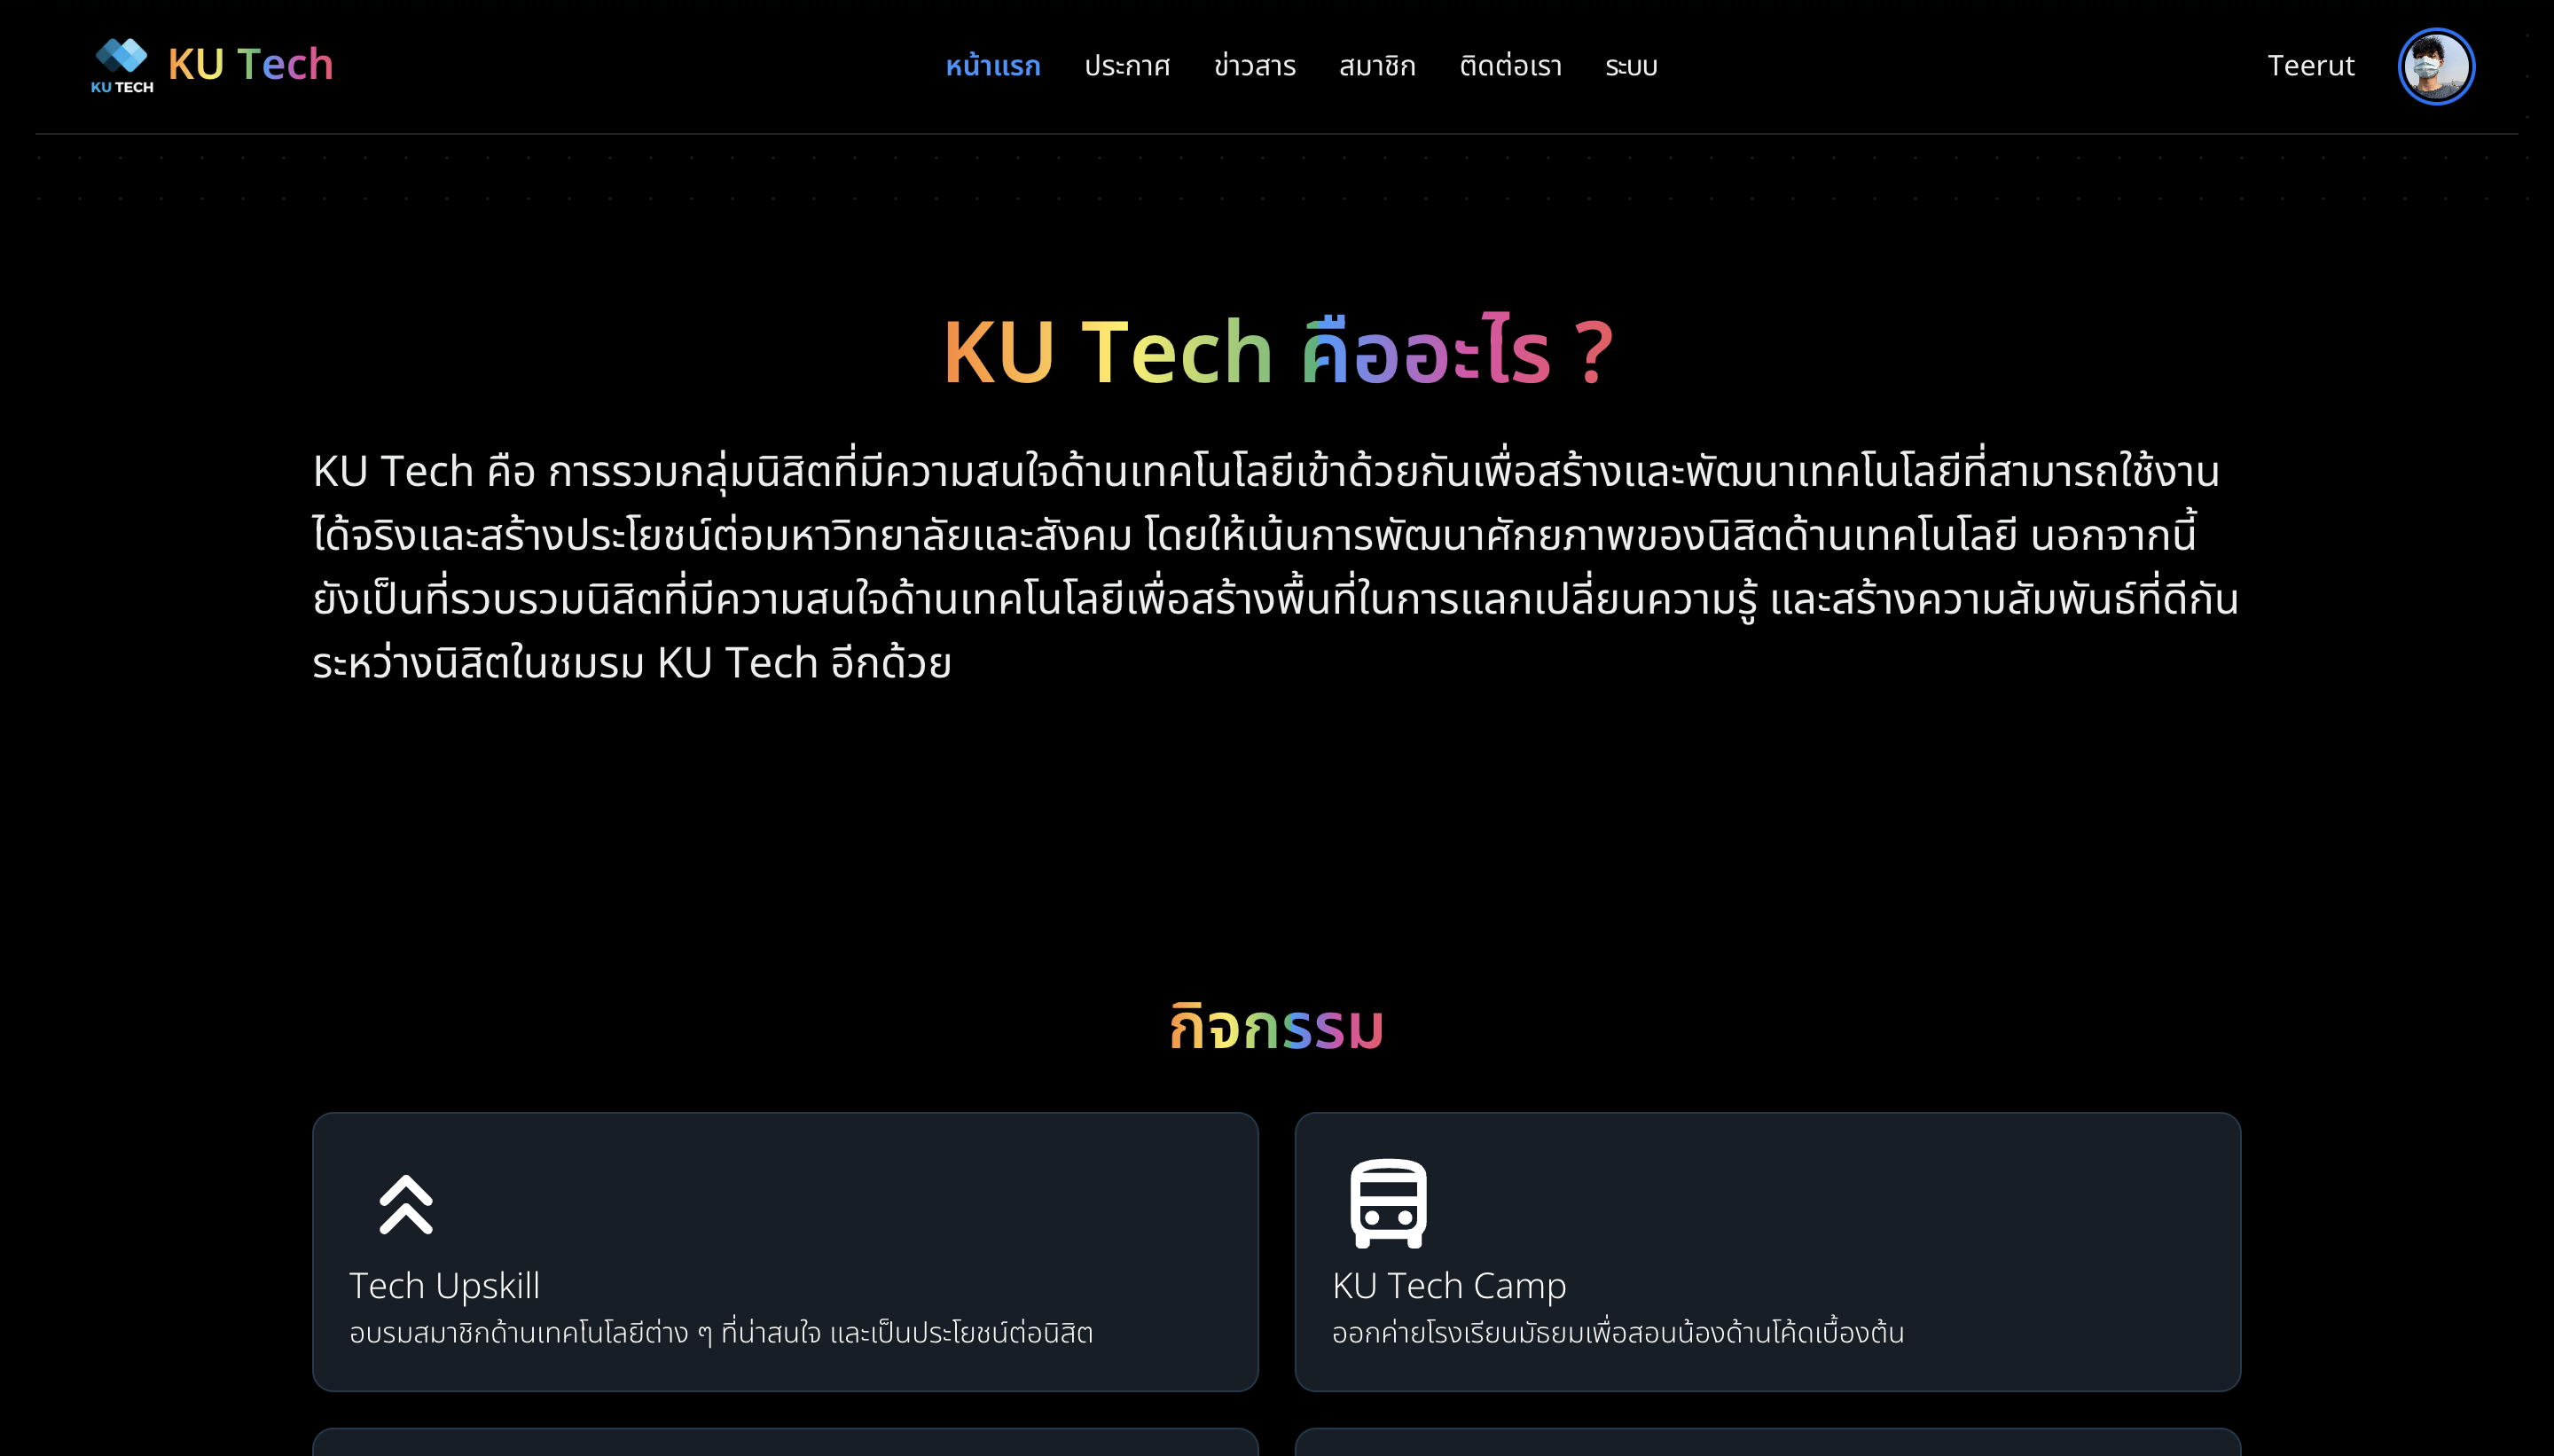 KU TECH
KU Tech
หน้าแรก
ประกาศ
ข่าวสาร
สมาชิก
ติดต่อเรา
ระบบ
Teerut
KU Tech คืออะไร ?
KU Tech คือ การรวมกลุ่มนิสิตที่มีความสนใจด้านเทคโนโลยีเข้าด้วยกันเพื่อสร้างและพัฒนาเทคโนโลยีที่สามารถใช้งาน
ได้จริงและสร้างประโยชน์ต่อมหาวิทยาลัยและสังคม โดยให้เน้นการพัฒนาศักยภาพของนิสิตด้านเทคโนโลยี นอกจากนี้
ยังเป็นที่รวบรวมนิสิตที่มีความสนใจด้านเทคโนโลยีเพื่อสร้างพื้นที่ในการแลกเปลี่ยนความรู้ และสร้างความสัมพันธ์ที่ดีกัน
ระหว่างนิสิตในชมรม KU Tech อีกด้วย
กิจกรรม
Tech Upskill
อบรมสมาชิกด้านเทคโนโลยีต่าง ๆ ที่น่าสนใจ และเป็นประโยชน์ต่อนิสิต
KU Tech Camp
ออกค่ายโรงเรียนมัธยมเพื่อสอนน้องด้านโค้ดเบื้องต้น